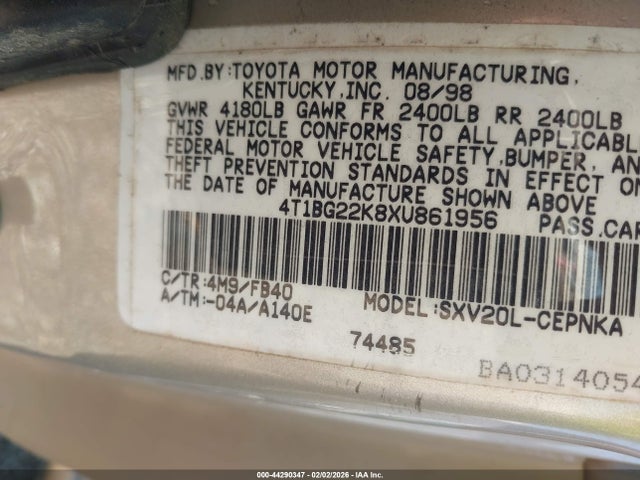 MFD.BY:TOYOTA MOTOR MANUFACTURING,
KENTUCKY,INC. 08/98
GVWR 4180LB GAWR FR 2400LB RR 2400LB
THIS VEHICLE CONFORMS TO ALL APPLICABLE
FEDERAL MOTOR VEHICLE SAFETY,BUMPER, AN
THEFT PREVENTION STANDARDS IN EFFECT O
THE DATE OF MANUFACTURE SHOWN ABOVE
4T1BG22K8XU861956 PASS.CAR
C/TR:4M9/FB40
A/TM:-04A/A140E MODEL:SXV20L-CEPNKA
74485
BA0314054
000-44290347 | 02/02/2026 | IAA Inc.